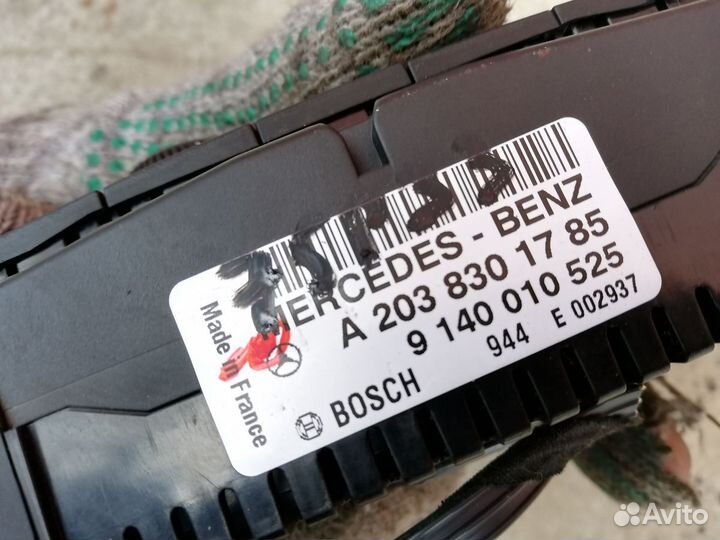 MERCEDES - BENZ
A 203 830 17 85
9 140 010 525
944 E 002937
BOSCH
Made in France
Avito